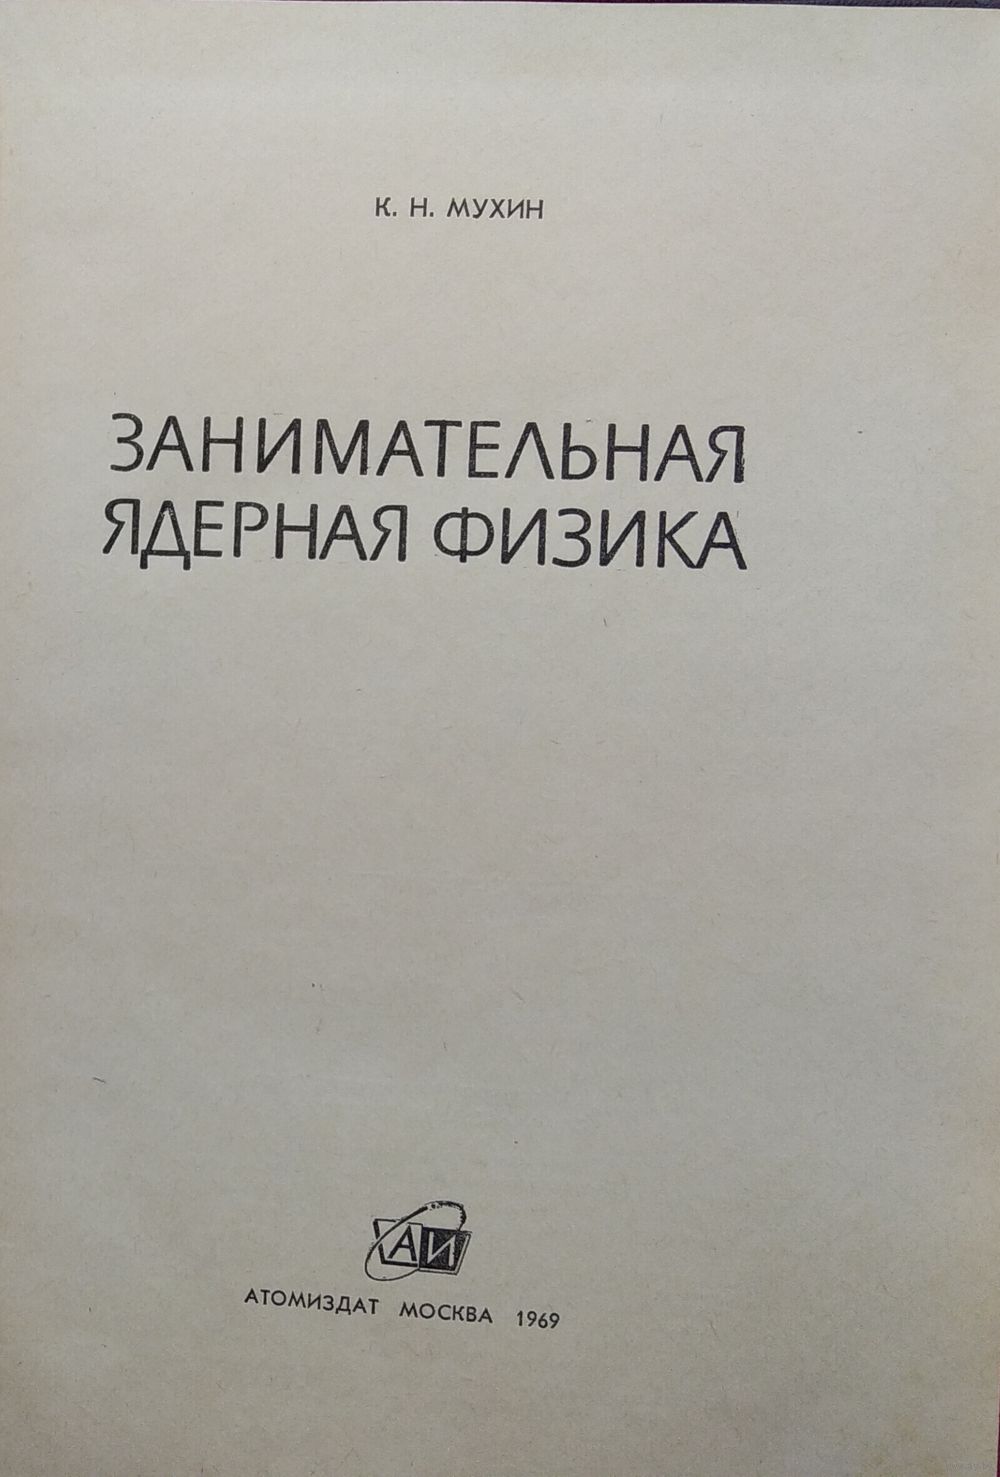 К. Н. МУХИН
ЗАНИМАТЕЛЬНАЯ
ЯДЕРНАЯ ФИЗИКА
АИ
АТОМИЗДАТ МОСКВА 1969